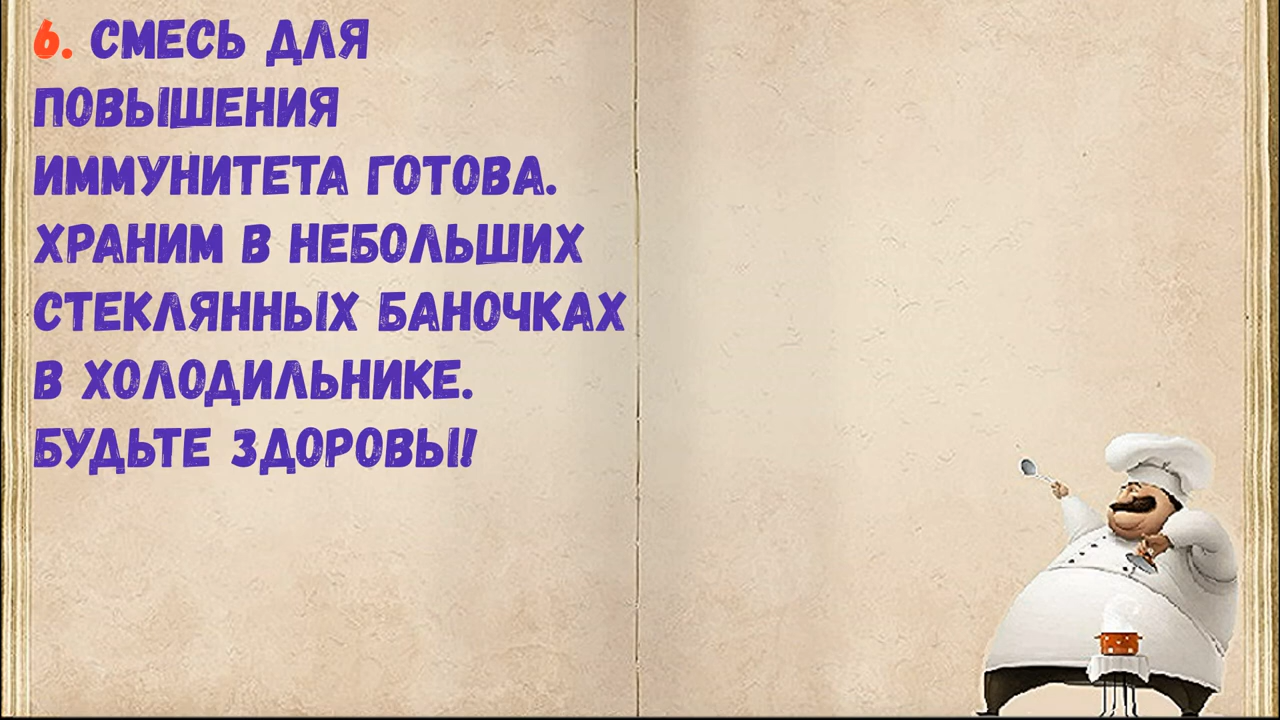 6. СМЕСЬ ДЛЯ
ПОВЫШЕНИЯ
ИММУНИТЕТА ГОТОВА.
ХРАНИМ В НЕБОЛЬШИХ
СТЕКЛЯННЫХ БАНОЧКАХ
В ХОЛОДИЛЬНИКЕ.
БУДЬТЕ ЗДОРОВЫ!